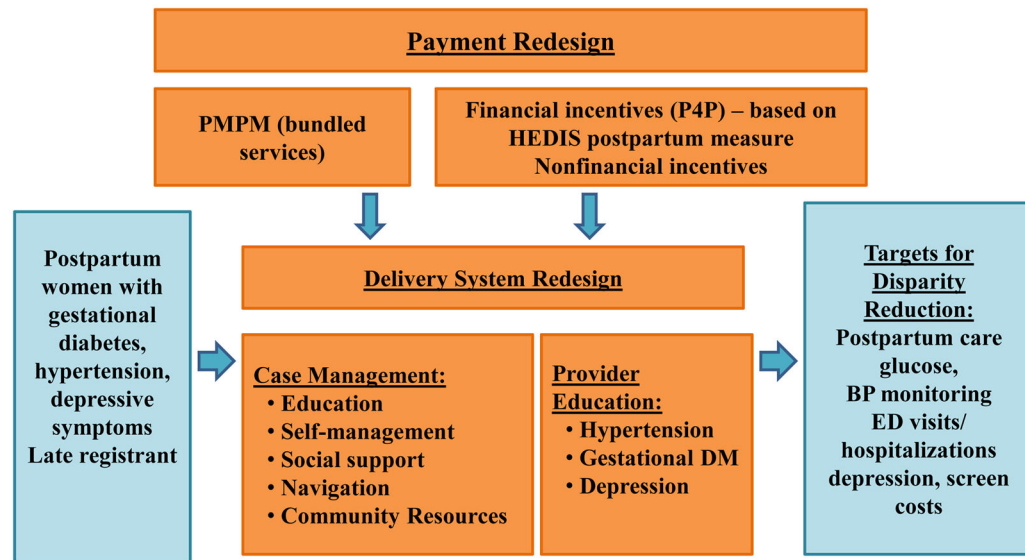 Payment Redesign
PMPM (bundled
services)
Financial incentives (P4P) – based on
HEDIS postpartum measure
Nonfinancial incentives
Postpartum
women with
gestational
diabetes,
hypertension,
depressive
symptoms
Late registrant
Delivery System Redesign
Case Management:
• Education
• Self-management
• Social support
• Navigation
• Community Resources
Provider
Education:
• Hypertension
• Gestational DM
• Depression
Targets for
Disparity
Reduction:
Postpartum care
glucose,
BP monitoring
ED visits/
hospitalizations
depression, screen
costs